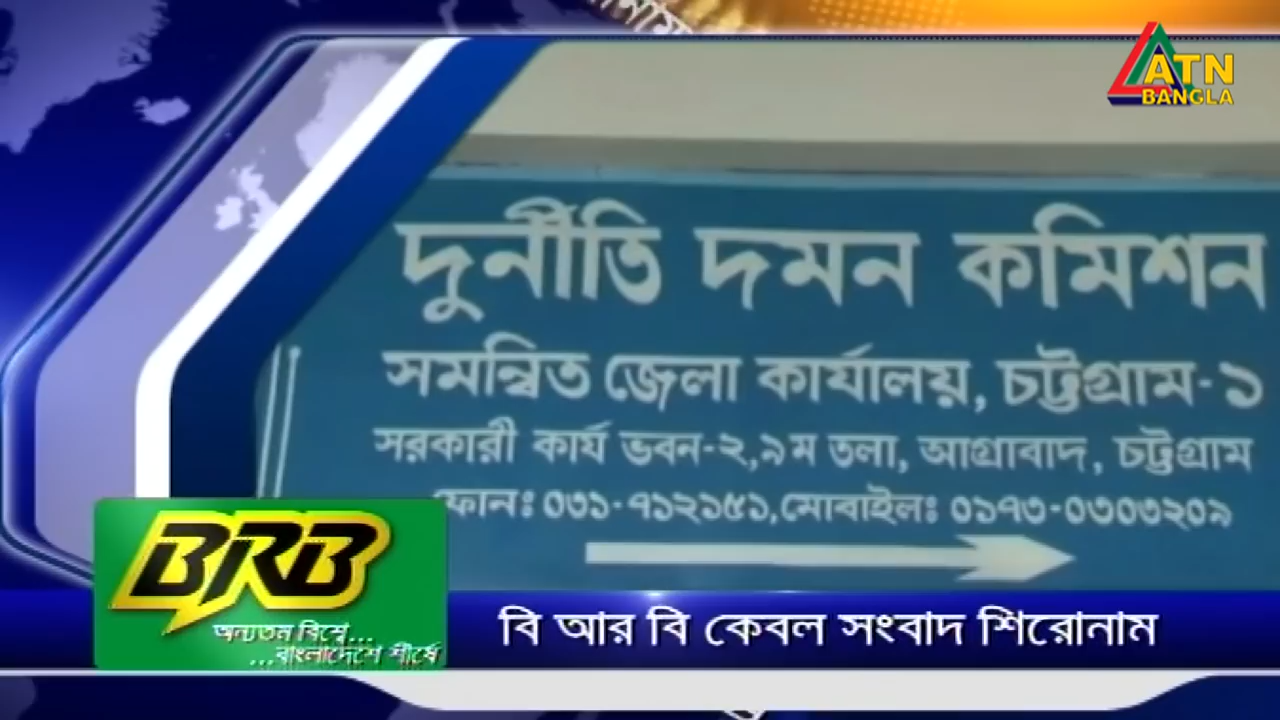 ATN
BANGLA
দুর্নীতি দমন কমিশন
সমন্বিত জেলা কার্যালয়, চট্টগ্রাম-১
সরকারী কার্য ভবন-২,৯ম তলা, আগ্রাবাদ, চট্টগ্রাম
ফোনঃ ০৩১-৭১২১৫১,মোবাইলঃ ০১৭৩-০৩০৩২০৯
BRB
অন্যতম বিশ্বে...
...বাংলাদেশে শীর্ষে
বি আর বি কেবল সংবাদ শিরোনাম